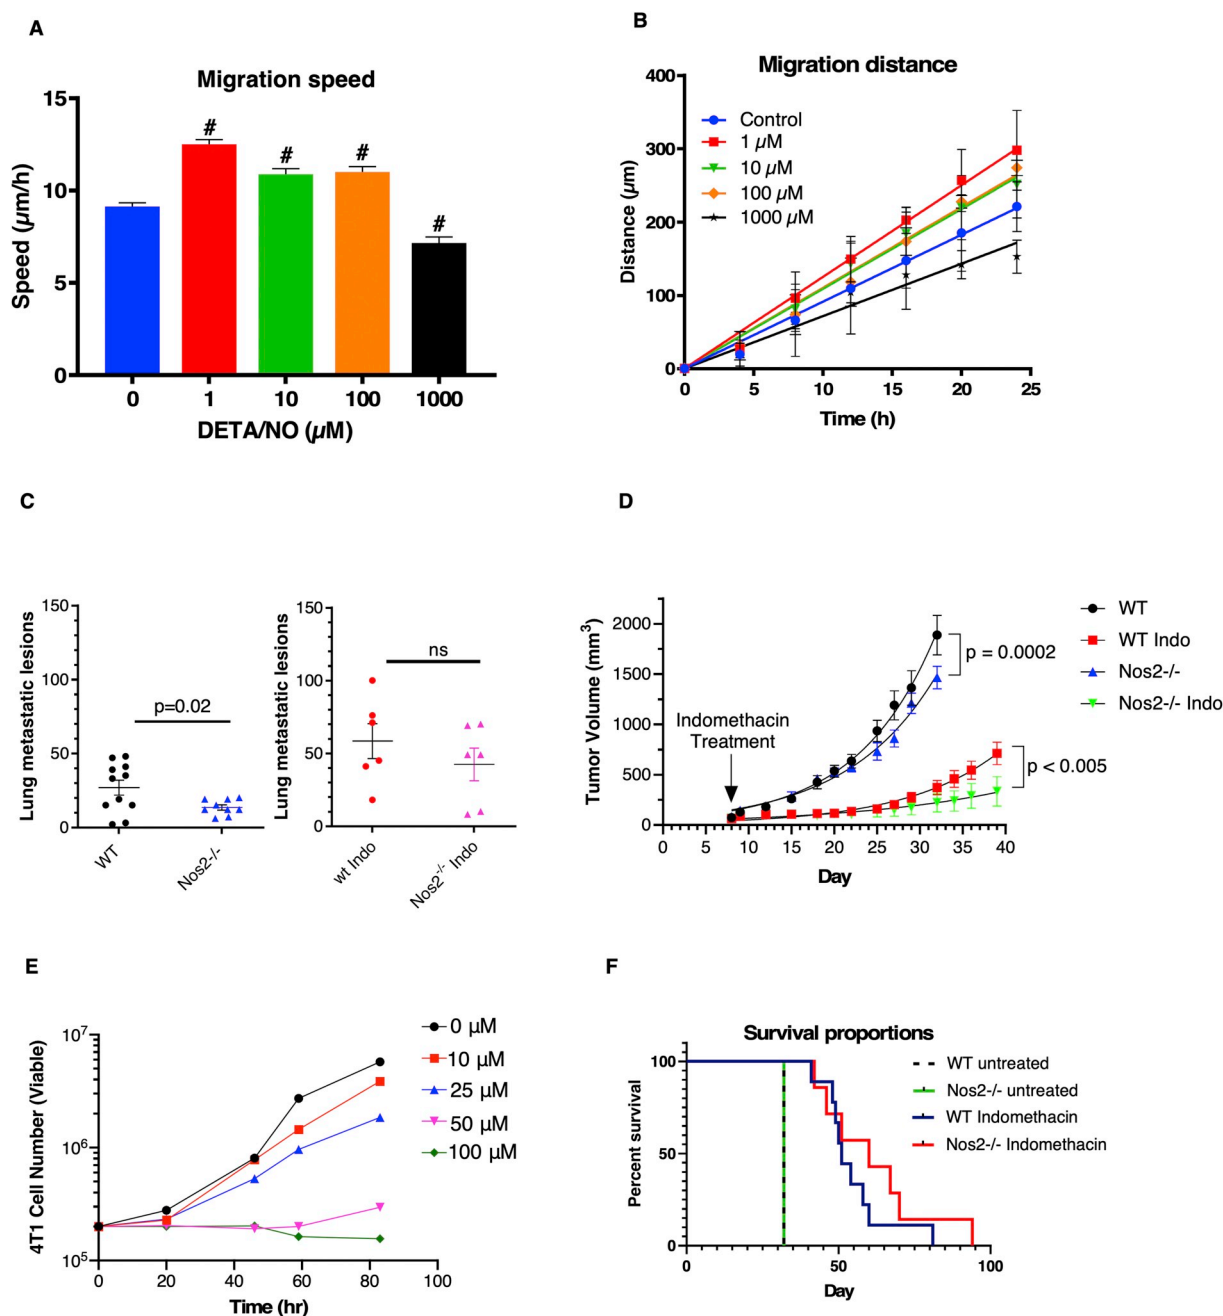 A
Migration speed
Speed (µm/h)
15
10
5
0
#
#
#
#
0 1 10 100 1000
DETA/NO (µM)
B
Migration distance
Distance (µm)
400
300
200
100
0
Control
1 µM
10 µM
100 µM
1000 µM
0 5 10 15 20 25
Time (h)
C
Lung metastatic lesions
150
100
50
0
p=0.02
WT
Nos2-/-
Lung metastatic lesions
150
100
50
0
ns
wt Indo
Nos2-/- Indo
D
Tumor Volume (mm3)
2000
1500
1000
500
0
Indomethacin
Treatment
p = 0.0002
p < 0.005
WT
WT Indo
Nos2-/-
Nos2-/- Indo
0 5 10 15 20 25 30 35 40
Day
E
4T1 Cell Number (Viable)
10⁷
10⁶
10⁵
0 µM
10 µM
25 µM
50 µM
100 µM
0 20 40 60 80 100
Time (hr)
F
Survival proportions
Percent survival
100
50
0
WT untreated
Nos2-/- untreated
WT Indomethacin
Nos2-/- Indomethacin
0 50 100
Day